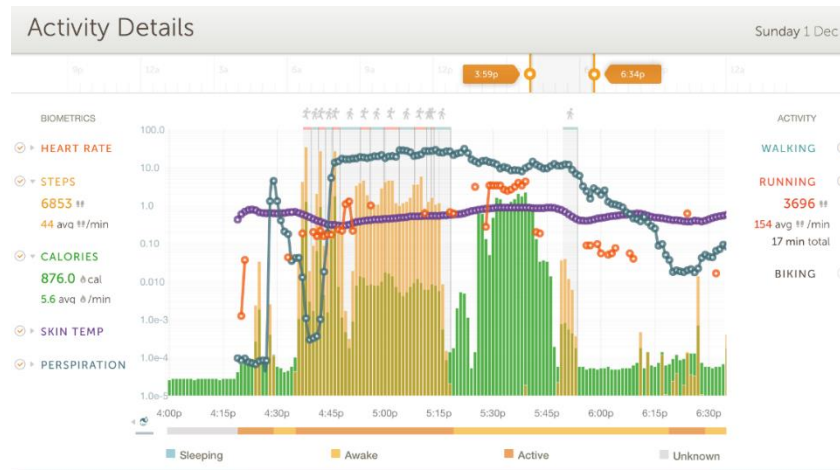 Activity Details
Sunday 1 Dec
9p 12a 3a 6a 9a 12p 3:59p 6:34p 12a
BIOMETRICS
HEART RATE
STEPS
6853
44 avg /min
CALORIES
876.0 cal
5.6 avg /min
SKIN TEMP
PERSPIRATION
100.0
10.0
1.0
0.10
0.010
1.0e-3
1.0e-4
1.0e-5
4:00p 4:15p 4:30p 4:45p 5:00p 5:15p 5:30p 5:45p 6:00p 6:15p 6:30p
Sleeping Awake Active Unknown
ACTIVITY
WALKING
RUNNING
3696
154 avg /min
17 min total
BIKING